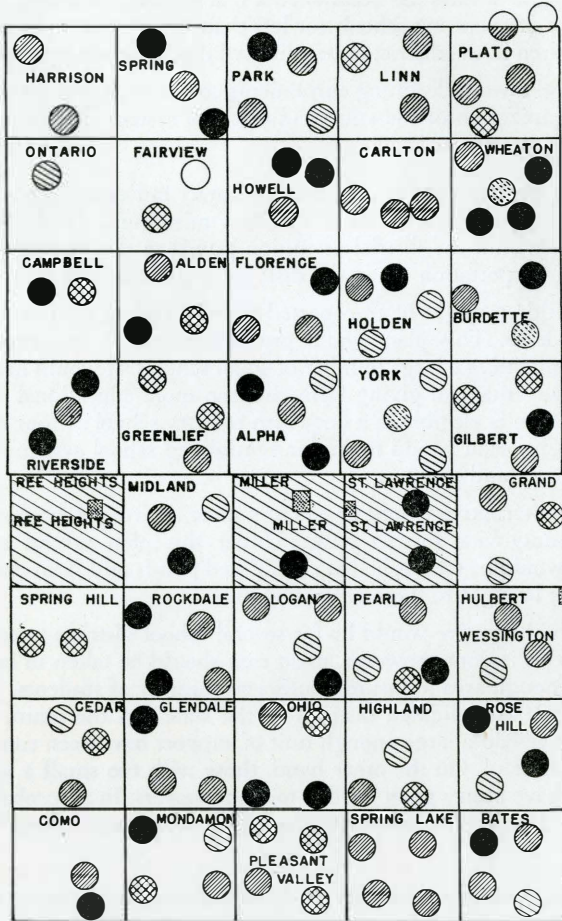 HARRISON
SPRING
PARK
LINN
PLATO
ONTARIO
FAIRVIEW
HOWELL
CARLTON
WHEATON
CAMPBELL
ALDEN
FLORENCE
HOLDEN
BURDETTE
RIVERSIDE
GREENLIEF
ALPHA
YORK
GILBERT
REE HEIGHTS
REE HEIGHTS
MIDLAND
MILLER
MILLER
ST. LAWRENCE
ST. LAWRENCE
GRAND
SPRING HILL
ROCKDALE
LOGAN
PEARL
HULBERT
WESSINGTON
CEDAR
GLENDALE
OHIO
HIGHLAND
ROSE
HILL
COMO
MONDAMON
PLEASANT
VALLEY
SPRING LAKE
BATES